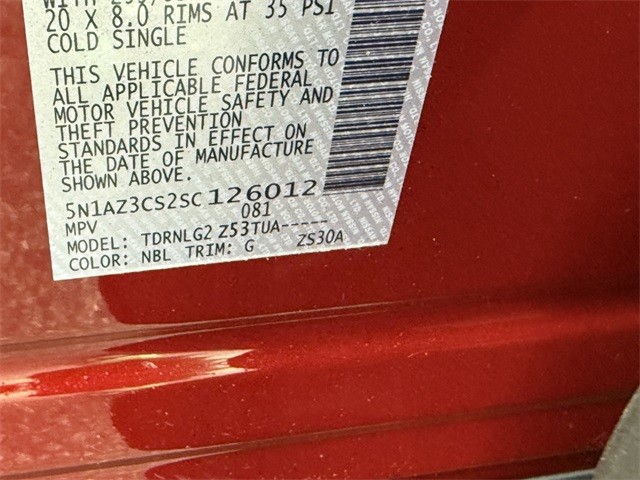 20 X 8.0 RIMS AT 35 PSI
COLD SINGLE
THIS VEHICLE CONFORMS TO
ALL APPLICABLE FEDERAL
MOTOR VEHICLE SAFETY AND
THEFT PREVENTION
STANDARDS IN EFFECT ON
THE DATE OF MANUFACTURE
SHOWN ABOVE.
5N1AZ3CS2SC126012
081
MPV
MODEL: TDRNLG2 Z53TUA-----
COLOR: NBL TRIM: G ZS30A